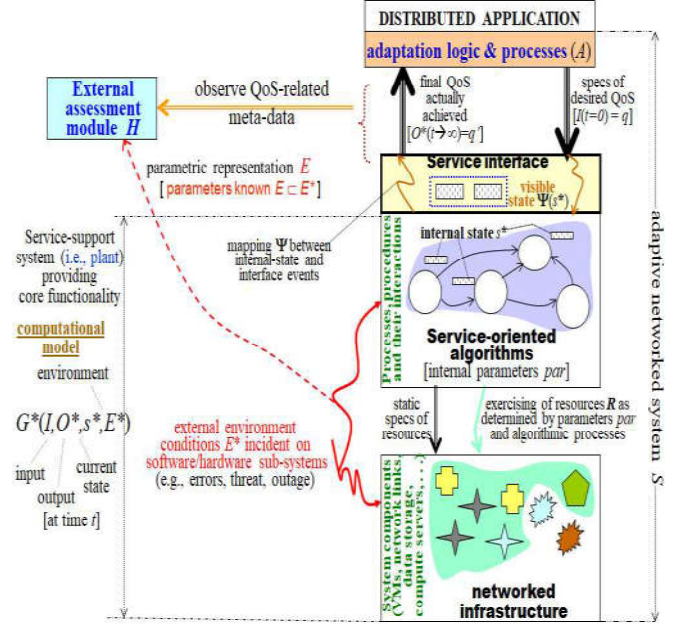 DISTRIBUTED APPLICATION
adaptation logic & processes (A)
External
assessment
module H
observe QoS-related
meta-data
final QoS
actually
achieved
[O*(t→∞)=q']
specs of
desired QoS
[I(t=0) = q]
parametric representation E
[ parameters known E ⊂ E* ]
Service interface
visible
state Ψ(s*)
mapping Ψ between
internal-state and
interface events
Service-support
system (i.e., plant)
providing
core functionality
computational
model
environment
G*(I,O*,s*,E*)
input
output
current
state
[at time t]
Processes, procedures
and their interactions
internal state s*
Service-oriented
algorithms
[internal parameters par]
external environment
conditions E* incident on
software/hardware sub-systems
(e.g., errors, threat, outage)
static
specs of
resources
exercising of resources R as
determined by parameters par
and algorithmic processes
System components
(VMs, network links,
data storage,
compute servers, . . .)
networked
infrastructure
adaptive networked system S